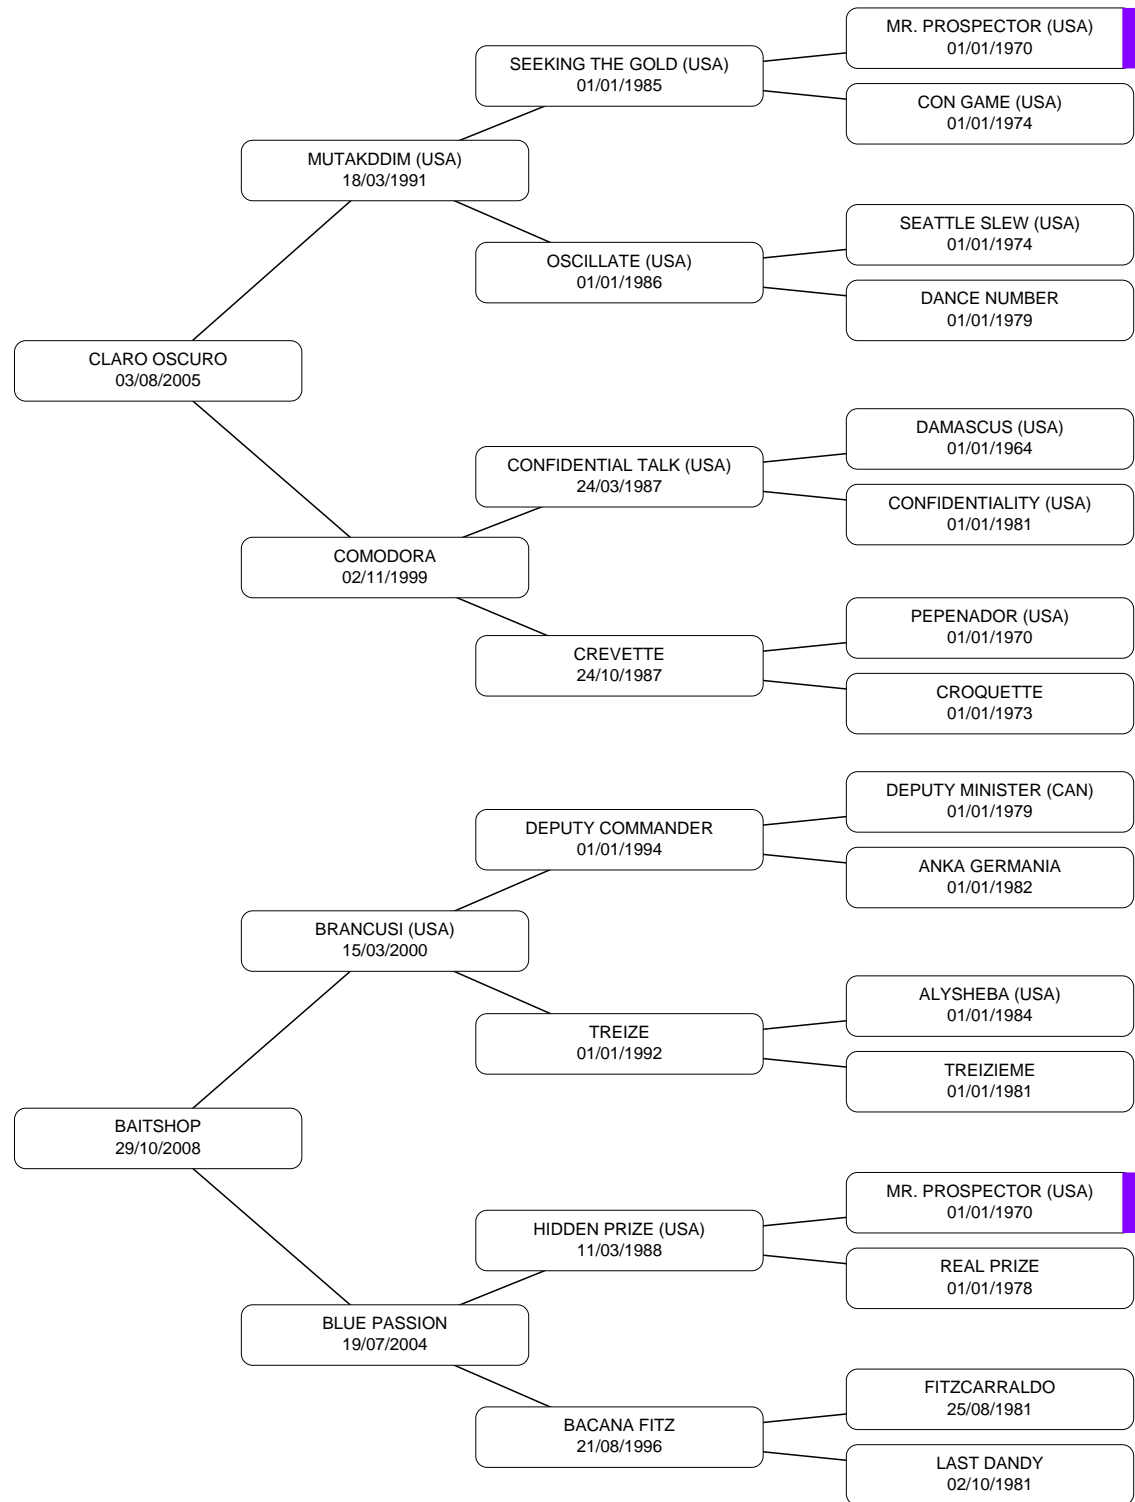 MR. PROSPECTOR (USA)
01/01/1970
SEEKING THE GOLD (USA)
01/01/1985
CON GAME (USA)
01/01/1974
MUTAKDDIM (USA)
18/03/1991
SEATTLE SLEW (USA)
01/01/1974
OSCILLATE (USA)
01/01/1986
DANCE NUMBER
01/01/1979
CLARO OSCURO
03/08/2005
DAMASCUS (USA)
01/01/1964
CONFIDENTIAL TALK (USA)
24/03/1987
CONFIDENTIALITY (USA)
01/01/1981
COMODORA
02/11/1999
PEPENADOR (USA)
01/01/1970
CREVETTE
24/10/1987
CROQUETTE
01/01/1973
DEPUTY MINISTER (CAN)
01/01/1979
DEPUTY COMMANDER
01/01/1994
ANKA GERMANIA
01/01/1982
BRANCUSI (USA)
15/03/2000
ALYSHEBA (USA)
01/01/1984
TREIZE
01/01/1992
TREIZIEME
01/01/1981
BAITSHOP
29/10/2008
MR. PROSPECTOR (USA)
01/01/1970
HIDDEN PRIZE (USA)
11/03/1988
REAL PRIZE
01/01/1978
BLUE PASSION
19/07/2004
FITZCARRALDO
25/08/1981
BACANA FITZ
21/08/1996
LAST DANDY
02/10/1981